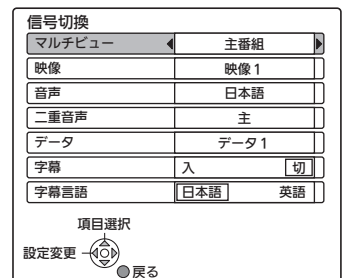 信号切換
マルチビュー 主番組
映像 映像1
音声 日本語
二重音声 主
データ データ1
字幕 入 切
字幕言語 日本語 英語
項目選択
設定変更
戻る